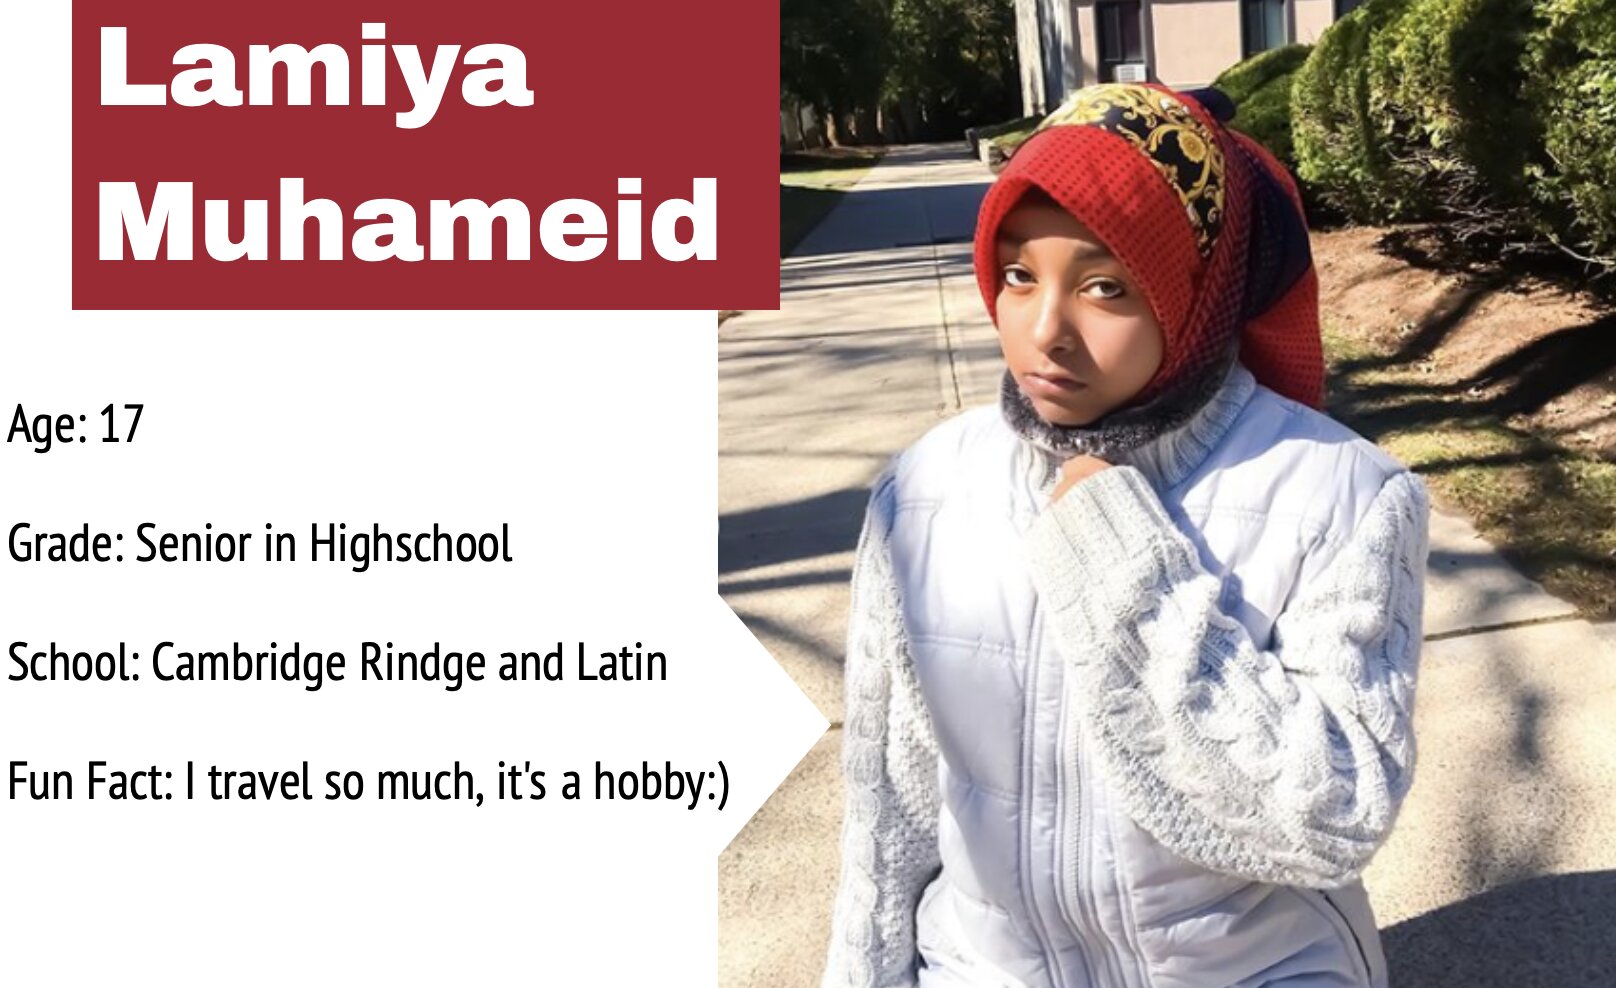 Lamiya
Muhameid
Age: 17
Grade: Senior in Highschool
School: Cambridge Rindge and Latin
Fun Fact: I travel so much, it's a hobby:)